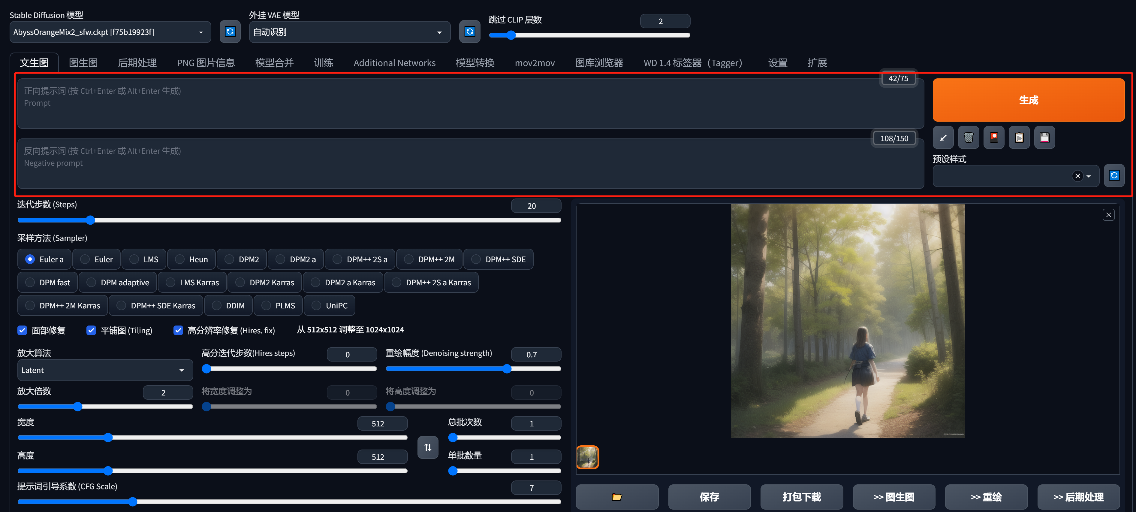 Stable Diffusion 模型
外挂 VAE 模型
跳过 CLIP 层数
2
AbyssOrangeMix2_sfw.ckpt [f75b19923f]
自动识别
文生图
图生图
后期处理
PNG 图片信息
模型合并
训练
Additional Networks
模型转换
mov2mov
图库浏览器
WD 1.4 标签器（Tagger）
设置
扩展
42/75
正向提示词 (按 Ctrl+Enter 或 Alt+Enter 生成)
Prompt
生成
108/150
反向提示词 (按 Ctrl+Enter 或 Alt+Enter 生成)
Negative prompt
预设样式
迭代步数 (Steps)
20
采样方法 (Sampler)
Euler a
Euler
LMS
Heun
DPM2
DPM2 a
DPM++ 2S a
DPM++ 2M
DPM++ SDE
DPM fast
DPM adaptive
LMS Karras
DPM2 Karras
DPM2 a Karras
DPM++ 2S a Karras
DPM++ 2M Karras
DPM++ SDE Karras
DDIM
PLMS
UniPC
面部修复
平铺图 (Tiling)
高分辨率修复 (Hires. fix)
从 512x512 调整至 1024x1024
放大算法
Latent
高分迭代步数(Hires steps)
0
重绘幅度 (Denoising strength)
0.7
放大倍数
2
将宽度调整为
0
将高度调整为
0
宽度
512
总批次数
1
高度
512
单批数量
1
提示词引导系数 (CFG Scale)
7
保存
打包下载
>> 图生图
>> 重绘
>> 后期处理